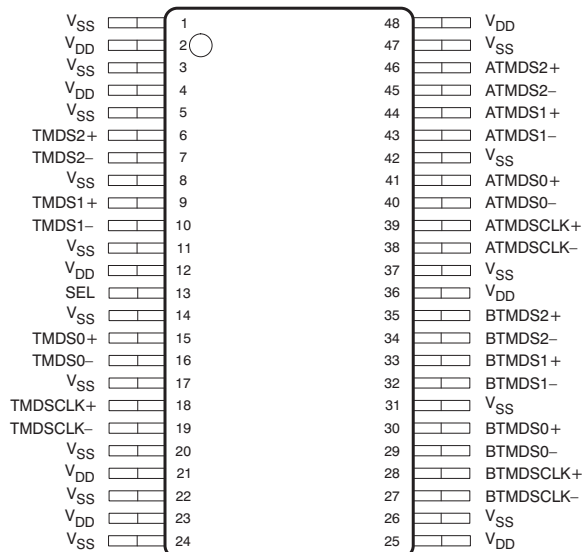 VSS 1 48 VDD
VDD 2 47 VSS
VSS 3 46 ATMDS2+
VDD 4 45 ATMDS2−
VSS 5 44 ATMDS1+
TMDS2+ 6 43 ATMDS1−
TMDS2− 7 42 VSS
VSS 8 41 ATMDS0+
TMDS1+ 9 40 ATMDS0−
TMDS1− 10 39 ATMDSCLK+
VSS 11 38 ATMDSCLK−
VDD 12 37 VSS
SEL 13 36 VDD
VSS 14 35 BTMDS2+
TMDS0+ 15 34 BTMDS2−
TMDS0− 16 33 BTMDS1+
VSS 17 32 BTMDS1−
TMDSCLK+ 18 31 VSS
TMDSCLK− 19 30 BTMDS0+
VSS 20 29 BTMDS0−
VDD 21 28 BTMDSCLK+
VSS 22 27 BTMDSCLK−
VDD 23 26 VSS
VSS 24 25 VDD